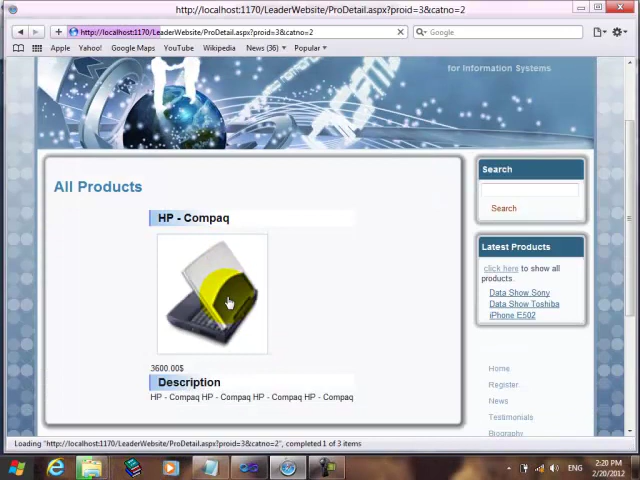 http://localhost:1170/LeaderWebsite/ProDetail.aspx?proid=3&catno=2
http://localhost:1170/LeaderWebsite/ProDetail.aspx?proid=3&catno=2
Google
Apple Yahoo! Google Maps YouTube Wikipedia News (36) Popular
for Information Systems
All Products
HP - Compaq
3600.00$
Description
HP - Compaq HP - Compaq HP - Compaq HP - Compaq
Search
Search
Latest Products
click here to show all
products.
Data Show Sony
Data Show Toshiba
iPhone E502
Home
Register
News
Testimonials
Biography
Loading "http://localhost:1170/LeaderWebsite/ProDetail.aspx?proid=3&catno=2", completed 1 of 3 items
ENG
2:20 PM
2/20/2012